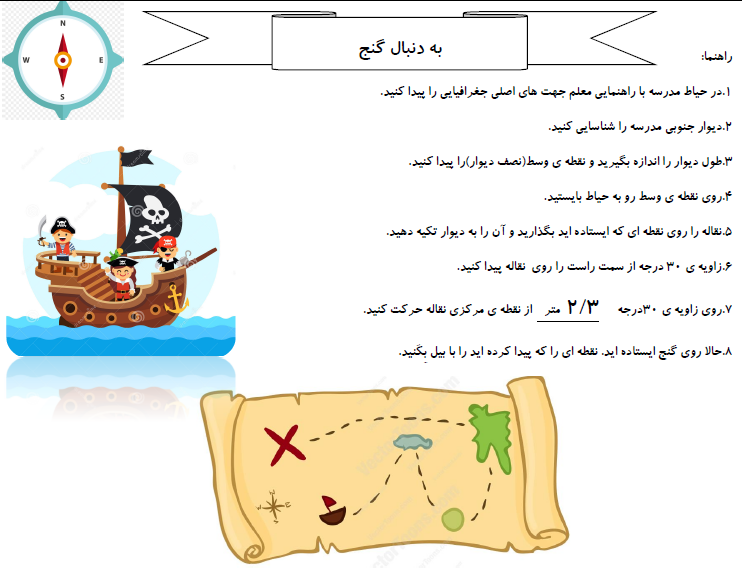 N
W
E
S
به دنبال گنج
راهنما:
۱.در حیاط مدرسه با راهنمایی معلم جهت های اصلی جغرافیایی را پیدا کنید.
۲.دیوار جنوبی مدرسه را شناسایی کنید.
۳.طول دیوار را اندازه بگیرید و نقطه ی وسط(نصف دیوار)را پیدا کنید.
۴.روی نقطه ی وسط رو به حیاط بایستید.
۵.نقاله را روی نقطه ای که ایستاده اید بگذارید و آن را به دیوار تکیه دهید.
۶.زاویه ی ۳۰ درجه از سمت راست را روی نقاله پیدا کنید.
۷.روی زاویه ی ۳۰درجه ۲/۳ متر از نقطه ی مرکزی نقاله حرکت کنید.
۸.حالا روی گنج ایستاده اید. نقطه ای را که پیدا کرده اید را با بیل بکنید.